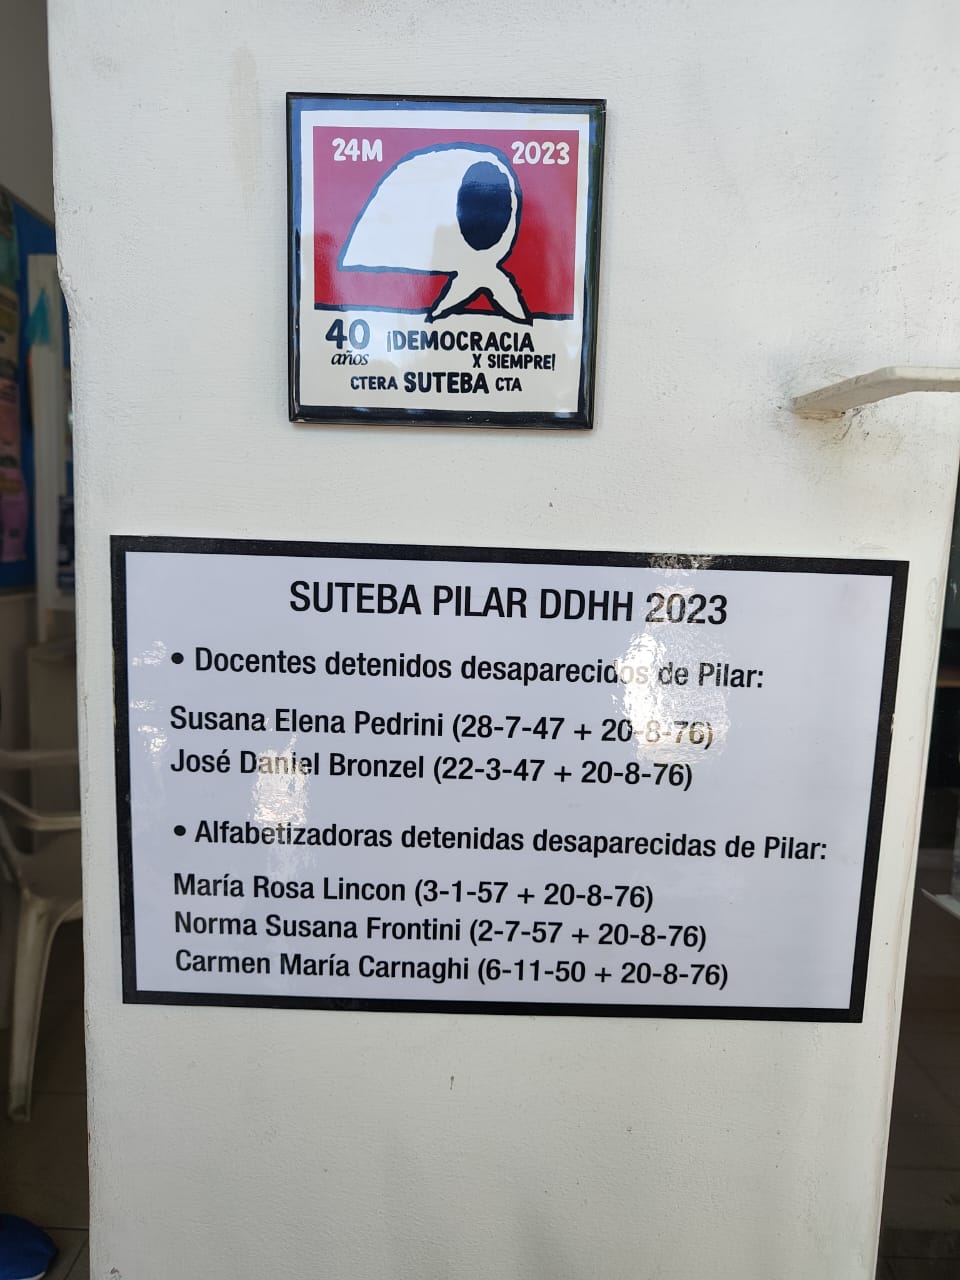 24M 2023
40 años ¡DEMOCRACIA X SIEMPRE!
CTERA SUTEBA CTA
SUTEBA PILAR DDHH 2023
• Docentes detenidos desaparecidos de Pilar:
Susana Elena Pedrini (28-7-47 + 20-8-76)
José Daniel Bronzel (22-3-47 + 20-8-76)
• Alfabetizadoras detenidas desaparecidas de Pilar:
María Rosa Lincon (3-1-57 + 20-8-76)
Norma Susana Frontini (2-7-57 + 20-8-76)
Carmen María Carnaghi (6-11-50 + 20-8-76)